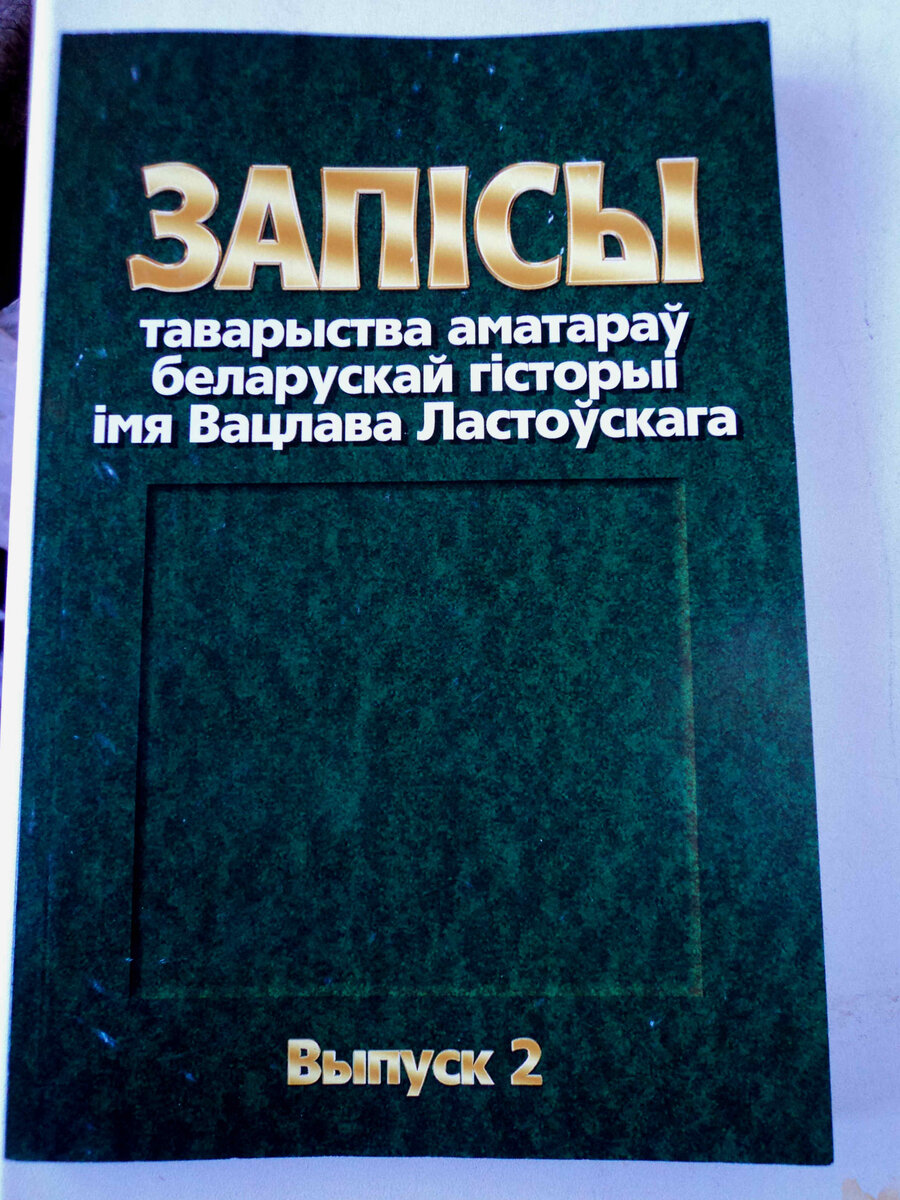 ЗАПІСЫ
таварыства аматараў
беларускай гісторыі
імя Вацлава Ластоўскага
Выпуск 2